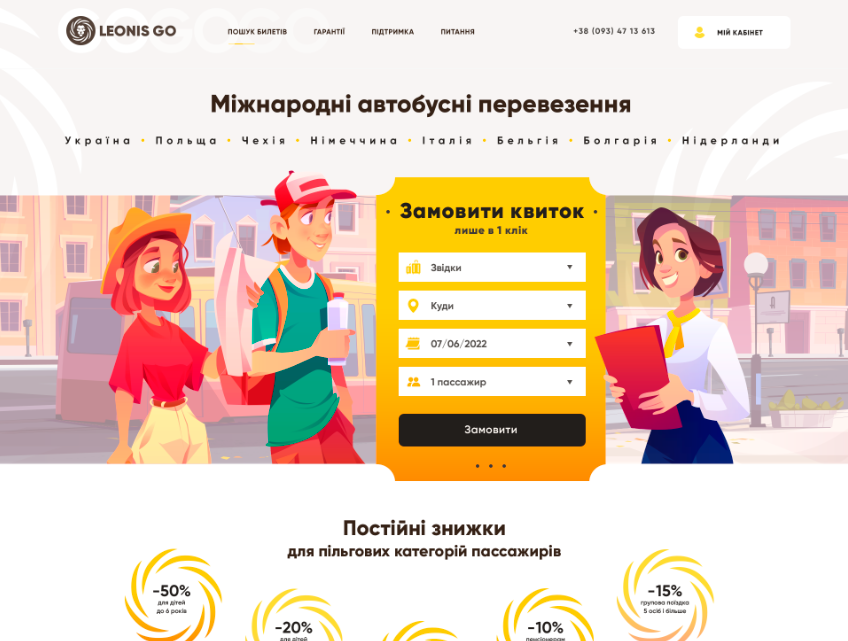 LEONIS GO
ПОШУК БИЛЕТІВ
ГАРАНТІЇ
ПІДТРИМКА
ПИТАННЯ
+38 (093) 47 13 613
МІЙ КАБІНЕТ
Міжнародні автобусні перевезення
Україна • Польща • Чехія • Німеччина • Італія • Бельгія • Болгарія • Нідерланди
• Замовити квиток •
лише в 1 клік
Звідки
Куди
07/06/2022
1 пассажир
Замовити
Постійні знижки
для пільгових категорій пассажирів
-50%
для дітей
до 6 років
-15%
групова поїздка
5 осіб і більше
-20%
для дітей
-10%
пенсіонерам